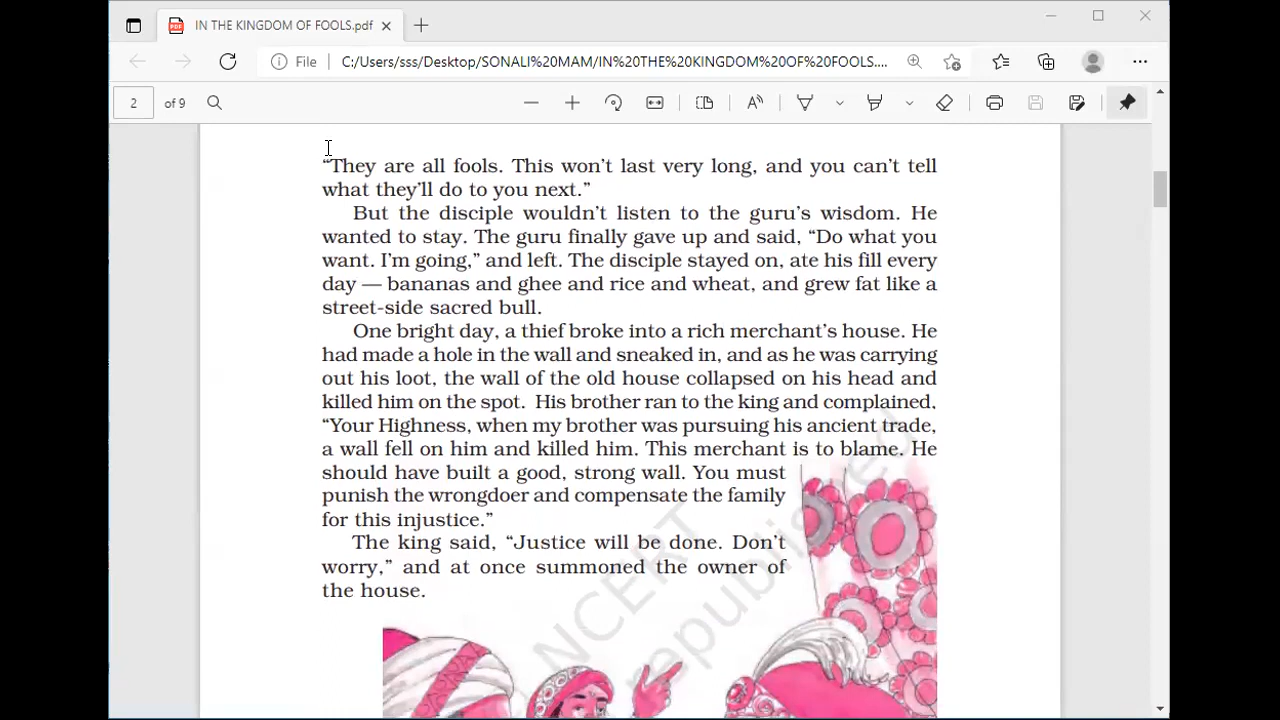 IN THE KINGDOM OF FOOLS.pdf
File C:/Users/sss/Desktop/SONALI%20MAM/IN%20THE%20KINGDOM%20OF%20FOOLS....
2 of 9
“They are all fools. This won’t last very long, and you can’t tell
what they’ll do to you next.”
But the disciple wouldn’t listen to the guru’s wisdom. He
wanted to stay. The guru finally gave up and said, “Do what you
want. I’m going,” and left. The disciple stayed on, ate his fill every
day — bananas and ghee and rice and wheat, and grew fat like a
street-side sacred bull.
One bright day, a thief broke into a rich merchant’s house. He
had made a hole in the wall and sneaked in, and as he was carrying
out his loot, the wall of the old house collapsed on his head and
killed him on the spot. His brother ran to the king and complained,
“Your Highness, when my brother was pursuing his ancient trade,
a wall fell on him and killed him. This merchant is to blame. He
should have built a good, strong wall. You must
punish the wrongdoer and compensate the family
for this injustice.”
The king said, “Justice will be done. Don’t
worry,” and at once summoned the owner of
the house.
NCERT
republished